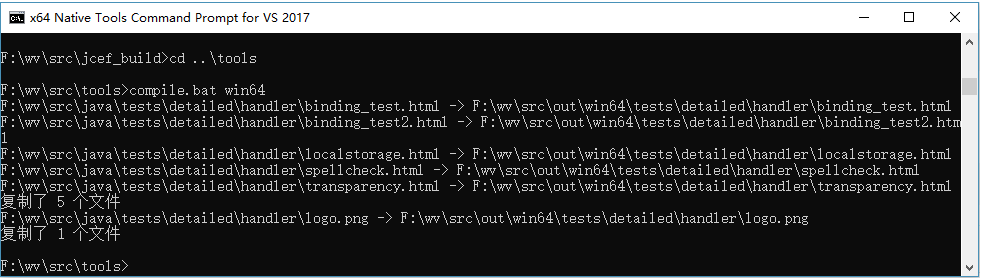 x64 Native Tools Command Prompt for VS 2017
F:\wv\src\jcef_build>cd ..\tools
F:\wv\src\tools>compile.bat win64
F:\wv\src\java\tests\detailed\handler\binding_test.html -> F:\wv\src\out\win64\tests\detailed\handler\binding_test.html
F:\wv\src\java\tests\detailed\handler\binding_test2.html -> F:\wv\src\out\win64\tests\detailed\handler\binding_test2.htm
l
F:\wv\src\java\tests\detailed\handler\localstorage.html -> F:\wv\src\out\win64\tests\detailed\handler\localstorage.html
F:\wv\src\java\tests\detailed\handler\spellcheck.html -> F:\wv\src\out\win64\tests\detailed\handler\spellcheck.html
F:\wv\src\java\tests\detailed\handler\transparency.html -> F:\wv\src\out\win64\tests\detailed\handler\transparency.html
复制了 5 个文件
F:\wv\src\java\tests\detailed\handler\logo.png -> F:\wv\src\out\win64\tests\detailed\handler\logo.png
复制了 1 个文件
F:\wv\src\tools>